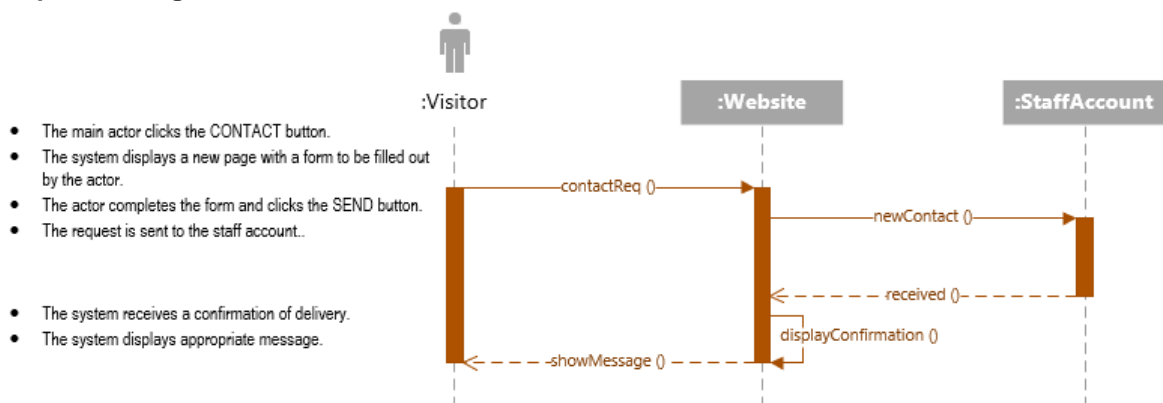 :Visitor
:Website
:StaffAccount
• The main actor clicks the CONTACT button.
• The system displays a new page with a form to be filled out
by the actor.
• The actor completes the form and clicks the SEND button.
• The request is sent to the staff account..
• The system receives a confirmation of delivery.
• The system displays appropriate message.
contactReq ()
newContact ()
received ()
displayConfirmation ()
showMessage ()